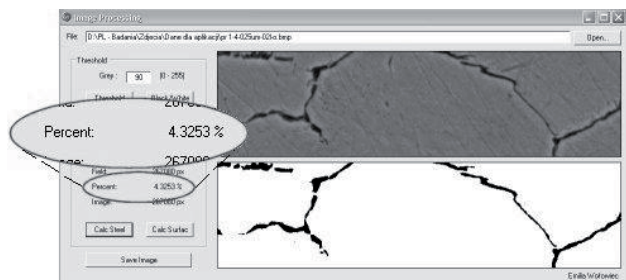 Image Processing
File: D:\PL - Badania\Zdjecia\Dane dla aplikacji\pr 1-4-025um-02l-x.bmp Open...
Threshold
Grey: 90 [0 - 255]
Threshold Black/White
Percent: 4.3253 %
Field
Percent: 4.3253 %
Image:
Calc Steel Calc Surfac
Save Image
Emilia Wołowiec